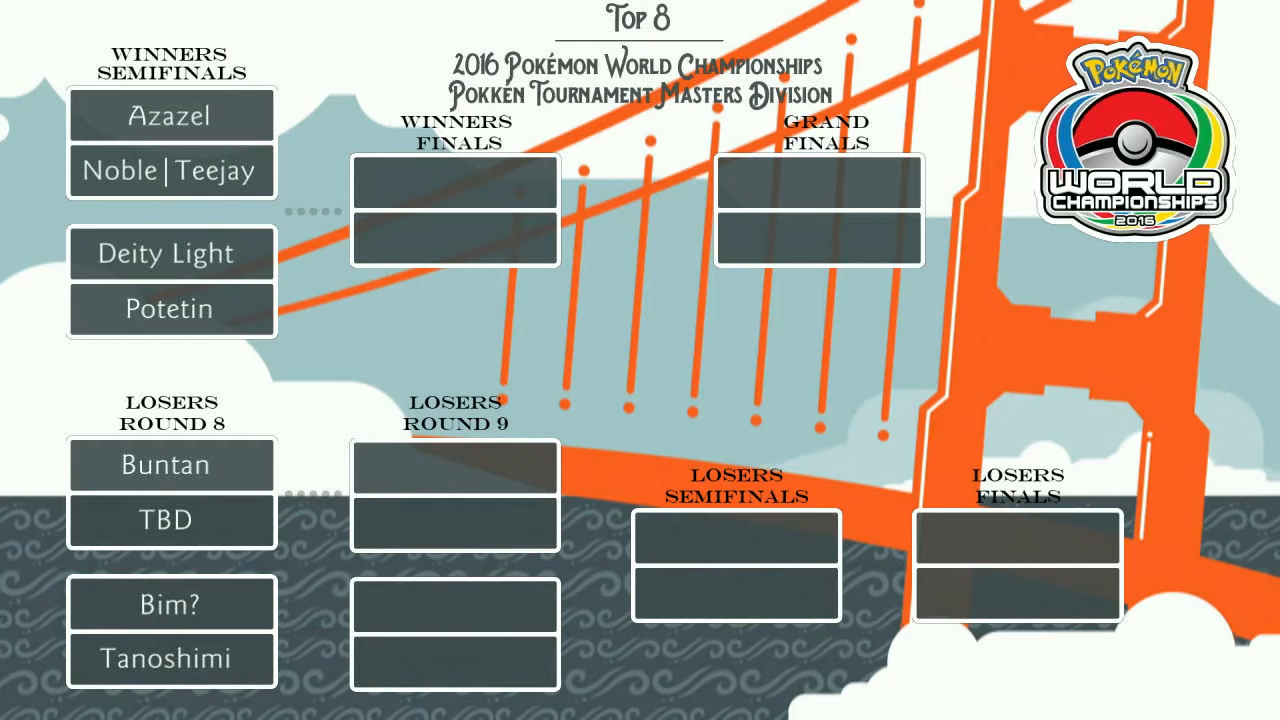 Top 8
2016 Pokémon World Championships
Pokkén Tournament Masters Division
WINNERS
SEMIFINALS
Azazel
Noble|Teejay
Deity Light
Potetin
WINNERS
FINALS
GRAND
FINALS
Pokémon
WORLD
CHAMPIONSHIPS
2016
LOSERS
ROUND 8
Buntan
TBD
Bim?
Tanoshimi
LOSERS
ROUND 9
LOSERS
SEMIFINALS
LOSERS
FINALS